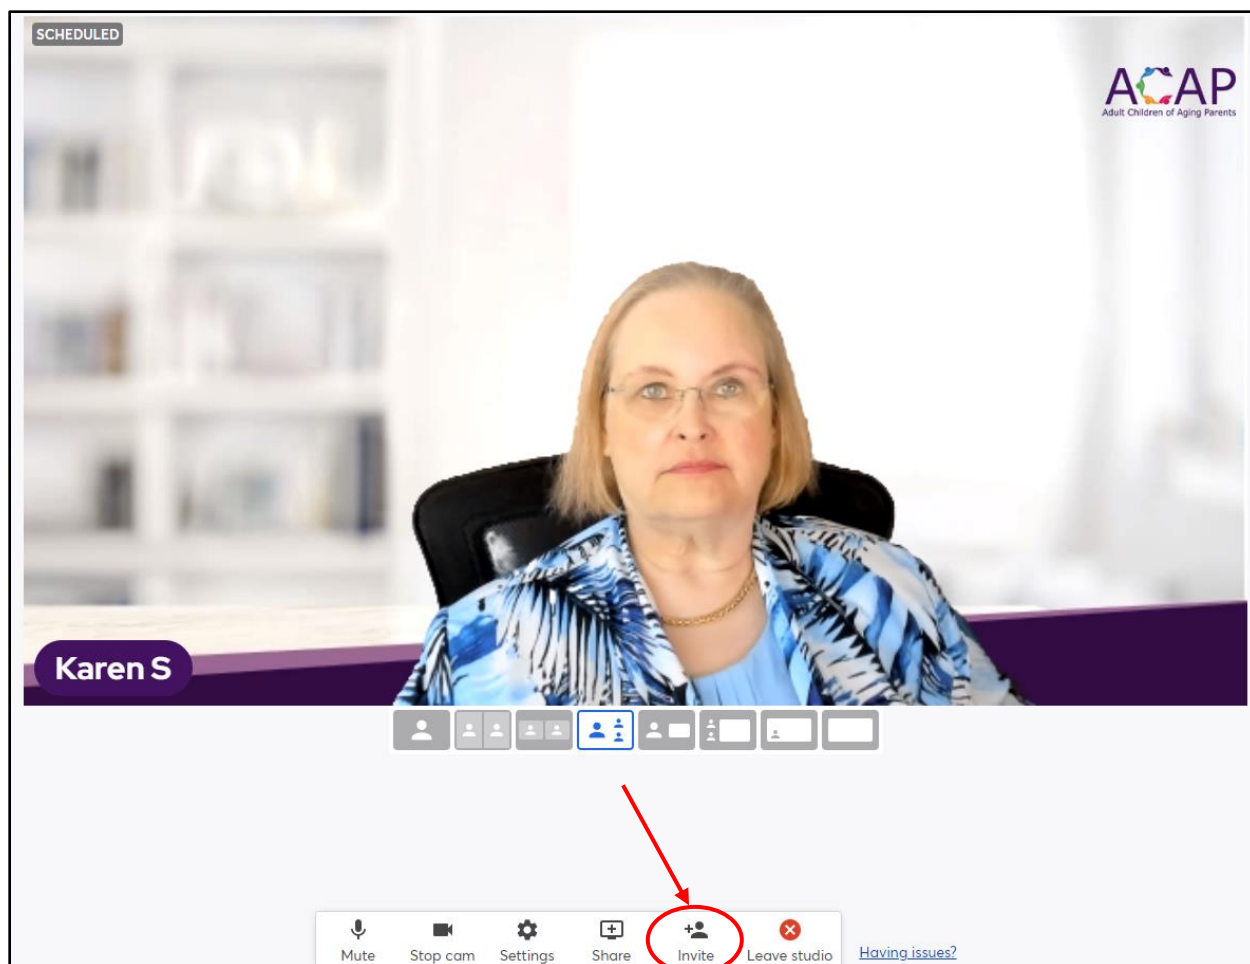 SCHEDULED
ACAP
Adult Children of Aging Parents
Karen S
Mute Stop cam Settings Share Invite Leave studio Having issues?